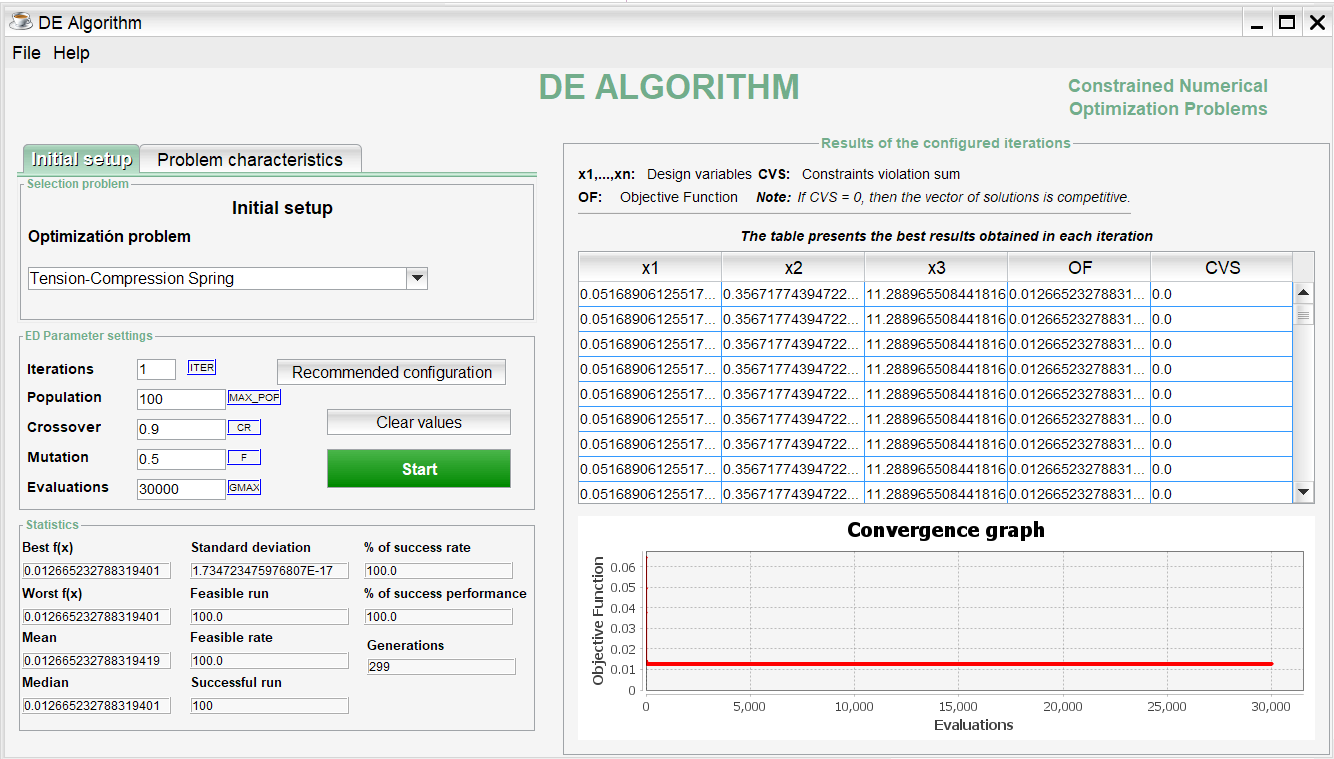 DE Algorithm
File Help
DE ALGORITHM
Constrained Numerical
Optimization Problems
Initial setup
Problem characteristics
Selection problem
Initial setup
Optimizatión problem
Tension-Compression Spring
ED Parameter settings
Iterations 1 ITER
Recommended configuration
Population 100 MAX_POP
Crossover 0.9 CR
Clear values
Mutation 0.5 F
Start
Evaluations 30000 GMAX
Statistics
Best f(x) Standard deviation % of success rate
0.012665232788319401 1.734723475976807E-17 100.0
Worst f(x) Feasible run % of success performance
0.012665232788319401 100.0 100.0
Mean Feasible rate Generations
0.012665232788319419 100.0 299
Median Successful run
0.012665232788319401 100
Results of the configured iterations
x1,...,xn: Design variables CVS: Constraints violation sum
OF: Objective Function Note: If CVS = 0, then the vector of solutions is competitive.
The table presents the best results obtained in each iteration
x1 x2 x3 OF CVS
0.05168906125517... 0.35671774394722... 11.288965508441816 0.01266523278831... 0.0
0.05168906125517... 0.35671774394722... 11.288965508441816 0.01266523278831... 0.0
0.05168906125517... 0.35671774394722... 11.288965508441816 0.01266523278831... 0.0
0.05168906125517... 0.35671774394722... 11.288965508441816 0.01266523278831... 0.0
0.05168906125517... 0.35671774394722... 11.288965508441816 0.01266523278831... 0.0
0.05168906125517... 0.35671774394722... 11.288965508441816 0.01266523278831... 0.0
0.05168906125517... 0.35671774394722... 11.288965508441816 0.01266523278831... 0.0
0.05168906125517... 0.35671774394722... 11.288965508441816 0.01266523278831... 0.0
0.05168906125517... 0.35671774394722... 11.288965508441816 0.01266523278831... 0.0
Convergence graph
Objective Function
0.06
0.05
0.04
0.03
0.02
0.01
0
0 5,000 10,000 15,000 20,000 25,000 30,000
Evaluations